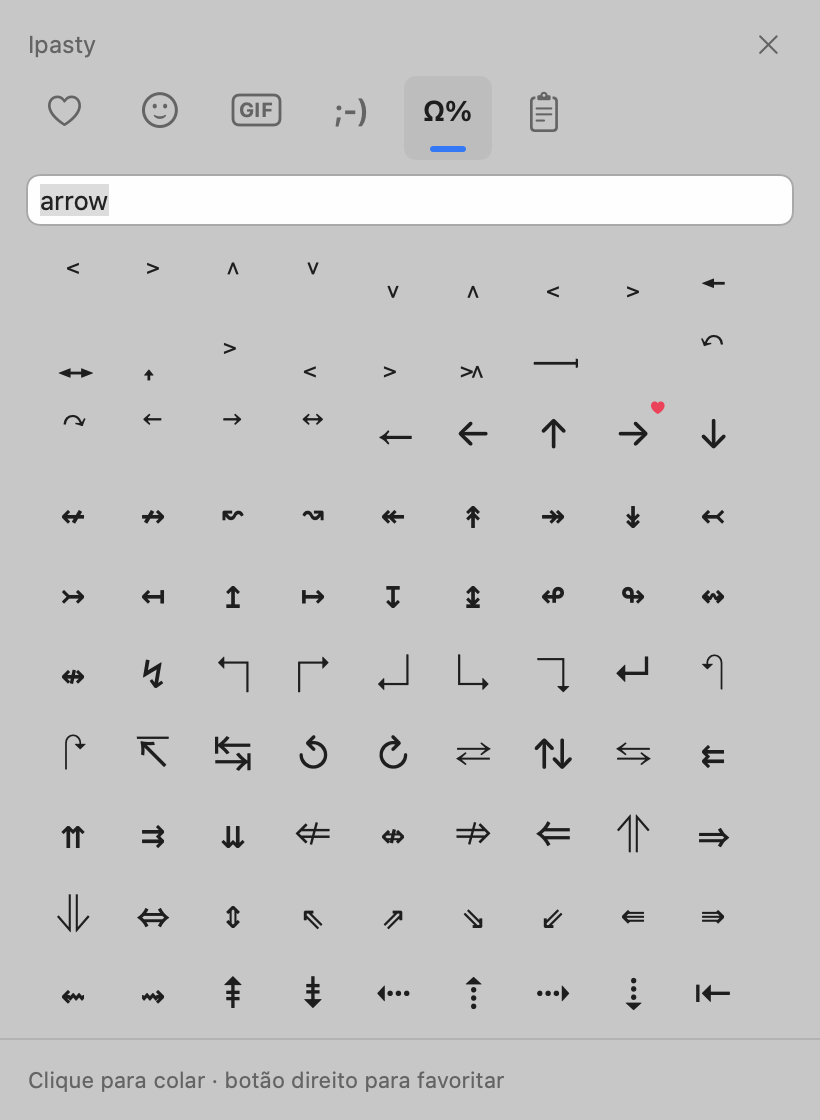 Ipasty
GIF ;-) Ω%
arrow
← ↑ → ↓
↚ ↛ ↜ ↝ ↞ ↟ ↠ ↡ ↢
↣ ↤ ↥ ↦ ↧ ↨ ↫ ↬ ↭
↮ ↯ ↰ ↱ ↲ ↳ ↴ ↵ ↶
↷ ↸ ↹ ↺ ↻ ⇄ ⇅ ⇆ ⇇
⇈ ⇉ ⇊ ⇍ ⇎ ⇏ ⇐ ⇑ ⇒
⇓ ⇔ ⇕ ⇖ ⇗ ⇘ ⇙ ⇚ ⇛
⇜ ⇝ ⇞ ⇟ ⇠ ⇡ ⇢ ⇣ ⇤
Clique para colar · botão direito para favoritar